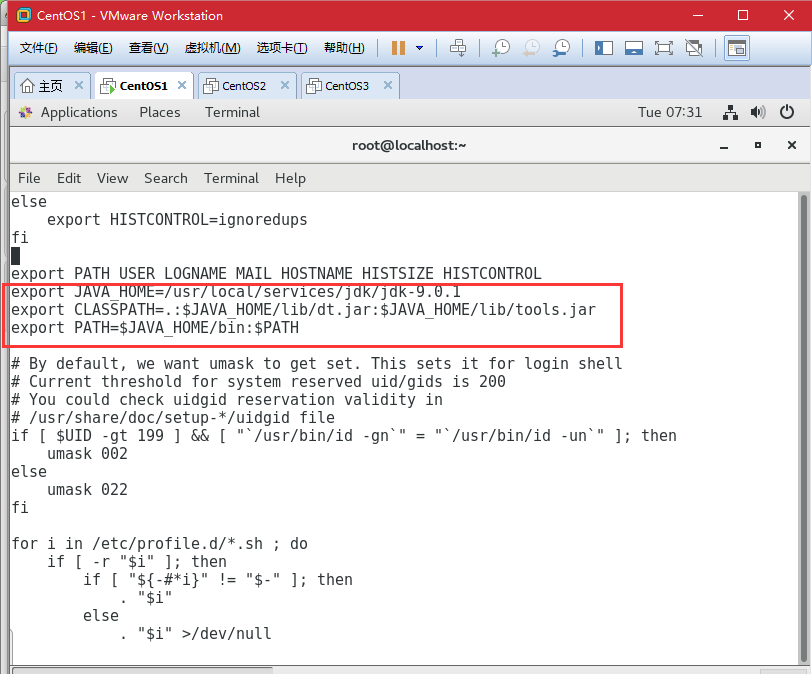 CentOS1 - VMware Workstation
文件(F) 编辑(E) 查看(V) 虚拟机(M) 选项卡(T) 帮助(H)
主页 CentOS1 CentOS2 CentOS3
Applications Places Terminal Tue 07:31
root@localhost:~
File Edit View Search Terminal Help
else
    export HISTCONTROL=ignoredups
fi
export PATH USER LOGNAME MAIL HOSTNAME HISTSIZE HISTCONTROL
export JAVA_HOME=/usr/local/services/jdk/jdk-9.0.1
export CLASSPATH=.:$JAVA_HOME/lib/dt.jar:$JAVA_HOME/lib/tools.jar
export PATH=$JAVA_HOME/bin:$PATH
# By default, we want umask to get set. This sets it for login shell
# Current threshold for system reserved uid/gids is 200
# You could check uidgid reservation validity in
# /usr/share/doc/setup-*/uidgid file
if [ $UID -gt 199 ] && [ "`/usr/bin/id -gn`" = "`/usr/bin/id -un`" ]; then
    umask 002
else
    umask 022
fi
for i in /etc/profile.d/*.sh ; do
    if [ -r "$i" ]; then
        if [ "${-#*i}" != "$-" ]; then
            . "$i"
        else
            . "$i" >/dev/null